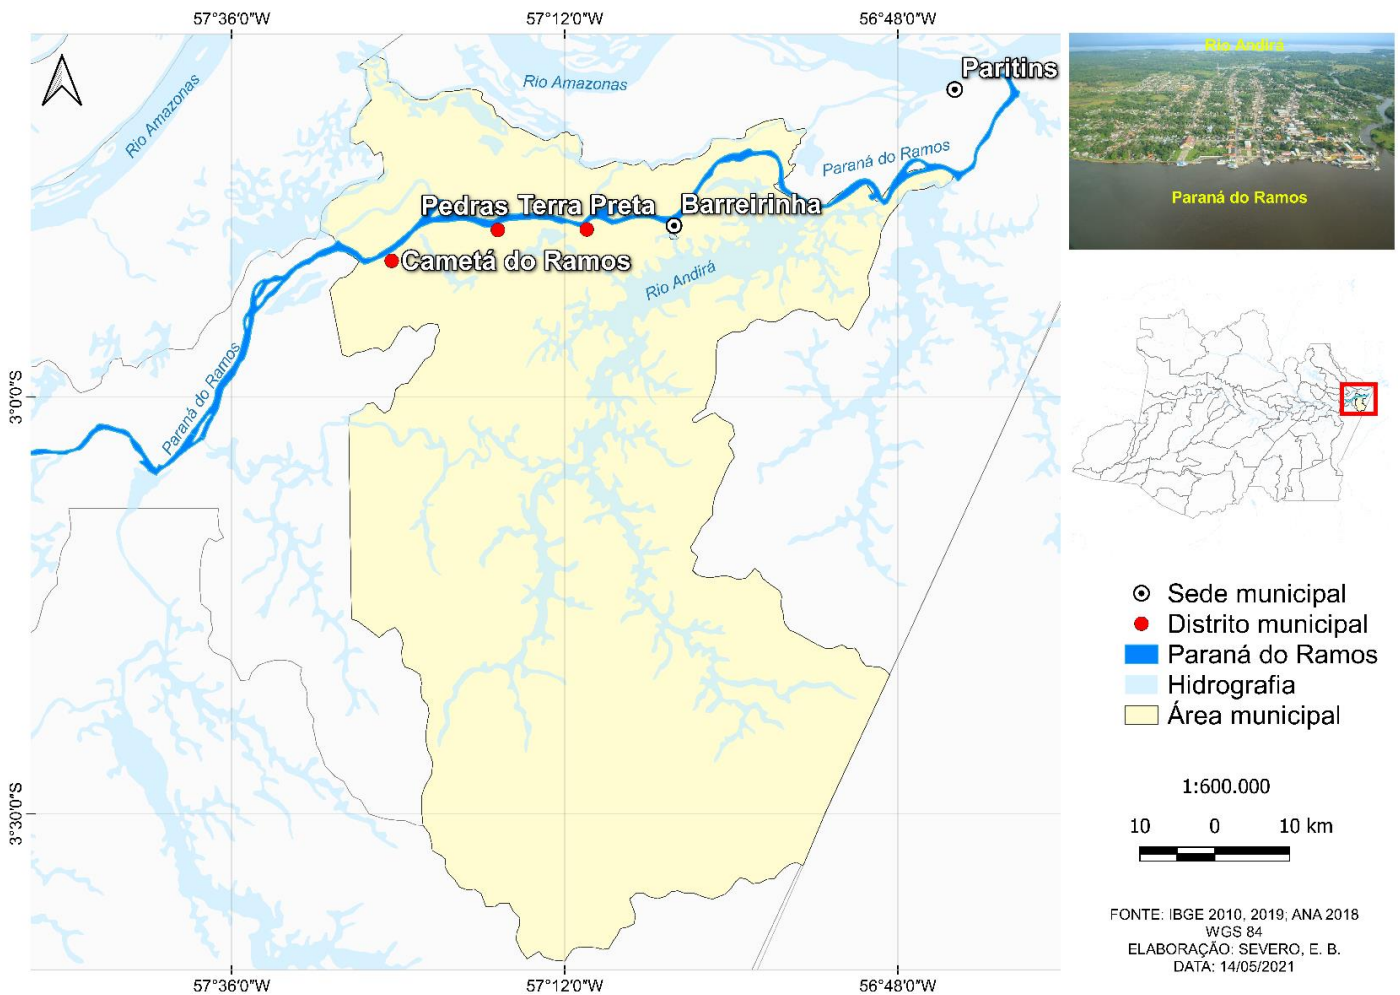 57°36'0"W
57°12'0"W
56°48'0"W
Rio Amazonas
Rio Amazonas
Paritins
Paraná do Ramos
Pedras
Terra Preta
Barreirinha
Cametá do Ramos
Rio Andirá
Paraná do Ramos
3°0'0"S
3°30'0"S
57°36'0"W
57°12'0"W
56°48'0"W
Rio Andirá
Paraná do Ramos
Sede municipal
Distrito municipal
Paraná do Ramos
Hidrografia
Área municipal
1:600.000
10 0 10 km
FONTE: IBGE 2010, 2019; ANA 2018
WGS 84
ELABORAÇÃO: SEVERO, E. B.
DATA: 14/05/2021